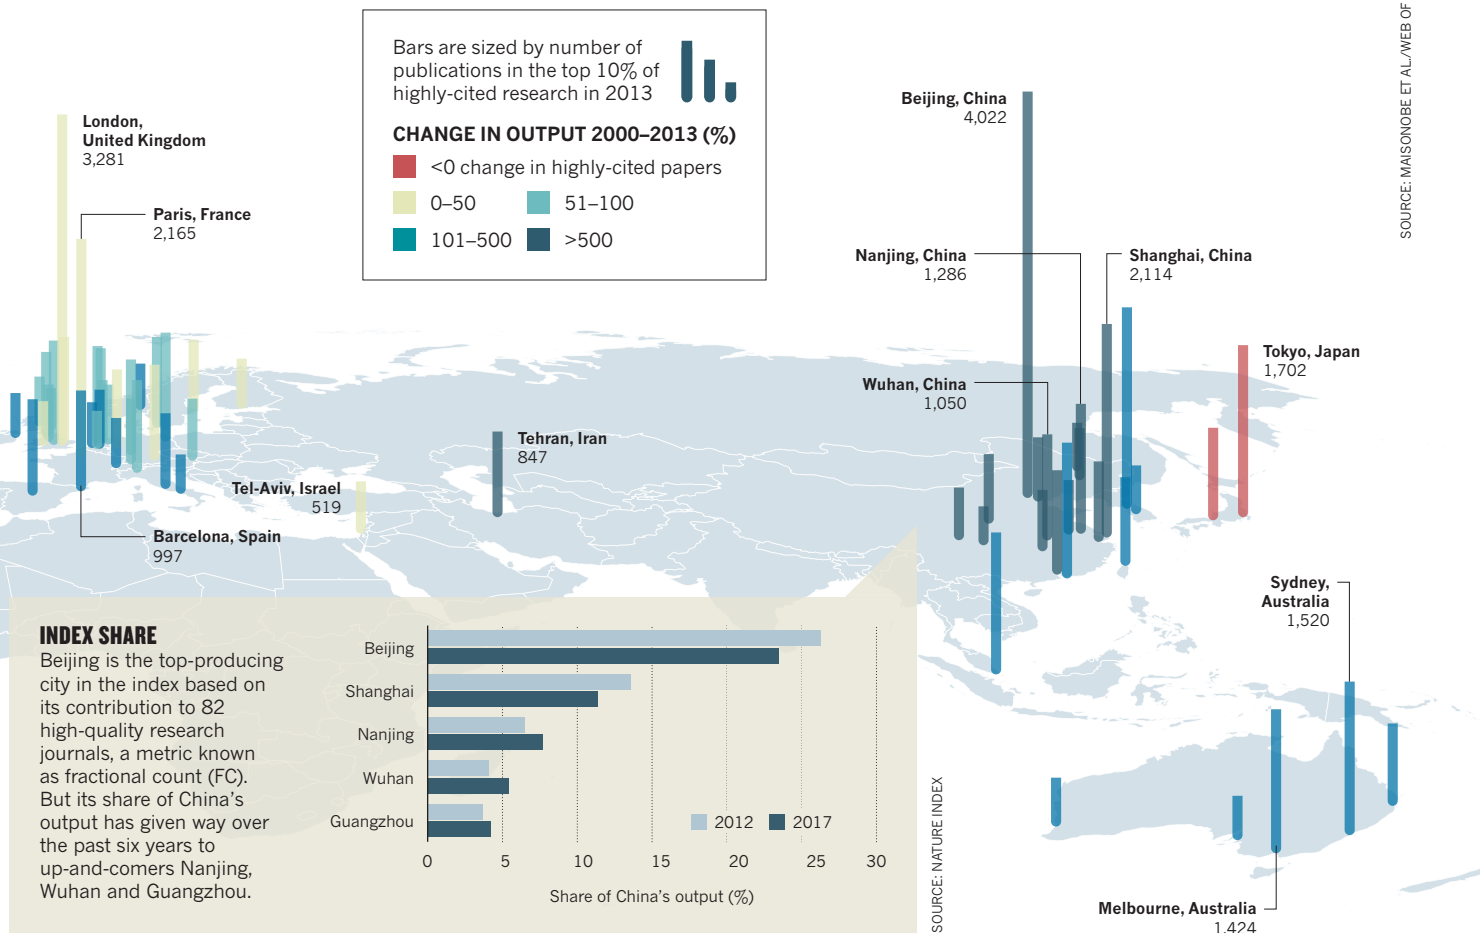 Bars are sized by number of
publications in the top 10% of
highly-cited research in 2013
CHANGE IN OUTPUT 2000–2013 (%)
<0 change in highly-cited papers
0–50
51–100
101–500
>500
London,
United Kingdom
3,281
Paris, France
2,165
Barcelona, Spain
997
Tel-Aviv, Israel
519
Tehran, Iran
847
Beijing, China
4,022
Nanjing, China
1,286
Shanghai, China
2,114
Wuhan, China
1,050
Tokyo, Japan
1,702
Sydney,
Australia
1,520
Melbourne, Australia
1,424
SOURCE: MAISONOBE ET AL./WEB OF
INDEX SHARE
Beijing is the top-producing
city in the index based on
its contribution to 82
high-quality research
journals, a metric known
as fractional count (FC).
But its share of China’s
output has given way over
the past six years to
up-and-comers Nanjing,
Wuhan and Guangzhou.
Beijing
Shanghai
Nanjing
Wuhan
Guangzhou
2012
2017
0 5 10 15 20 25 30
Share of China’s output (%)
SOURCE: NATURE INDEX